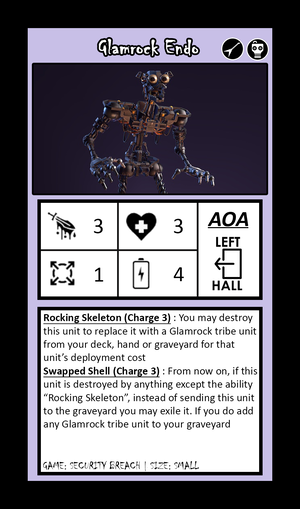 Glamrock Endo
3
3
AOA
LEFT
HALL
1
4
Rocking Skeleton (Charge 3) : You may destroy
this unit to replace it with a Glamrock tribe unit
from your deck, hand or graveyard for that
unit's deployment cost
Swapped Shell (Charge 3) : From now on, if this
unit is destroyed by anything except the ability
"Rocking Skeleton", instead of sending this unit
to the graveyard you may exile it. If you do add
any Glamrock tribe unit to your graveyard
GAME: SECURITY BREACH | SIZE: SMALL